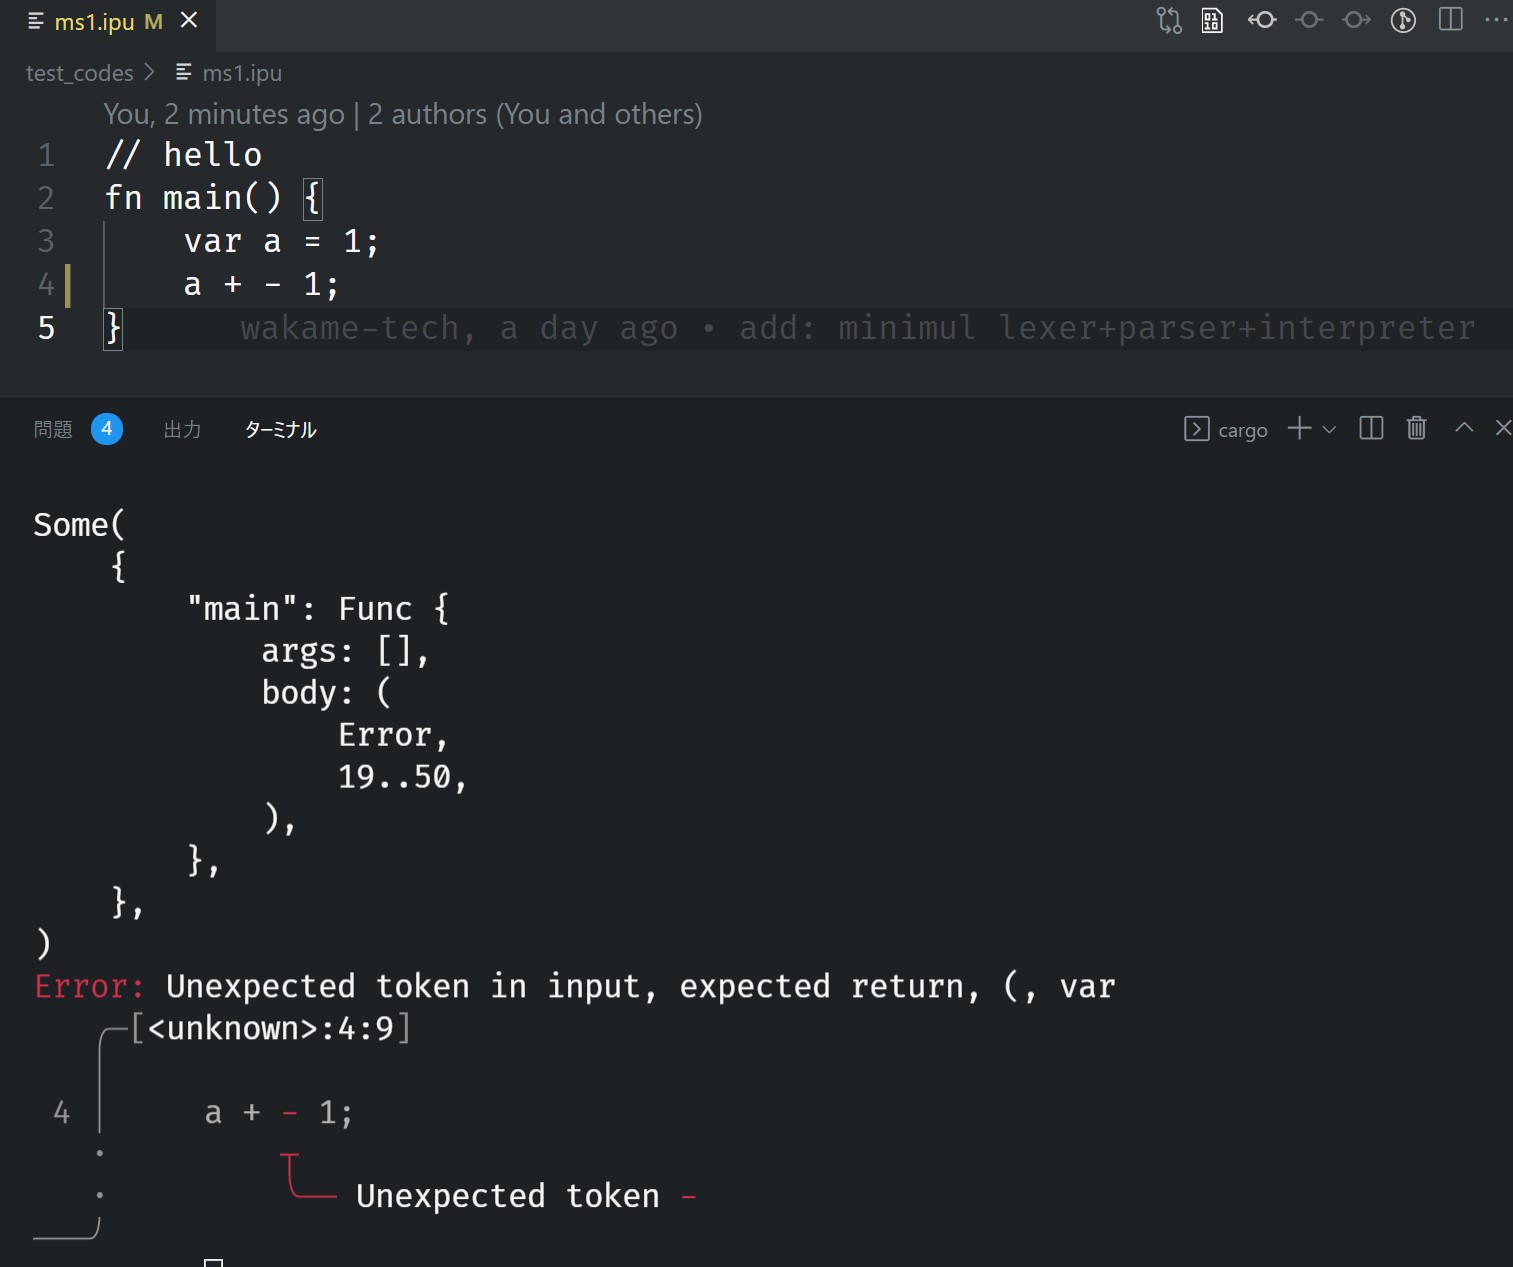 ms1.ipu M
test_codes > ms1.ipu
You, 2 minutes ago | 2 authors (You and others)
1 // hello
2 fn main() {
3 var a = 1;
4 a + - 1;
5 } wakame-tech, a day ago • add: minimul lexer+parser+interpreter
問題 4 出力 ターミナル cargo
Some(
{
"main": Func {
args: [],
body: (
Error,
19..50,
),
},
},
)
Error: Unexpected token in input, expected return, (, var
[<unknown>:4:9]
4 a + - 1;
Unexpected token -